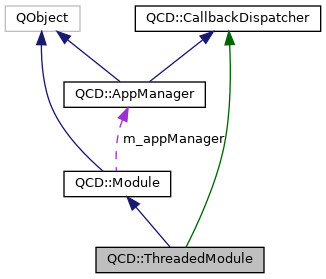 QObject
QCD::CallbackDispatcher
QCD::AppManager
m_appManager
QCD::Module
QCD::ThreadedModule